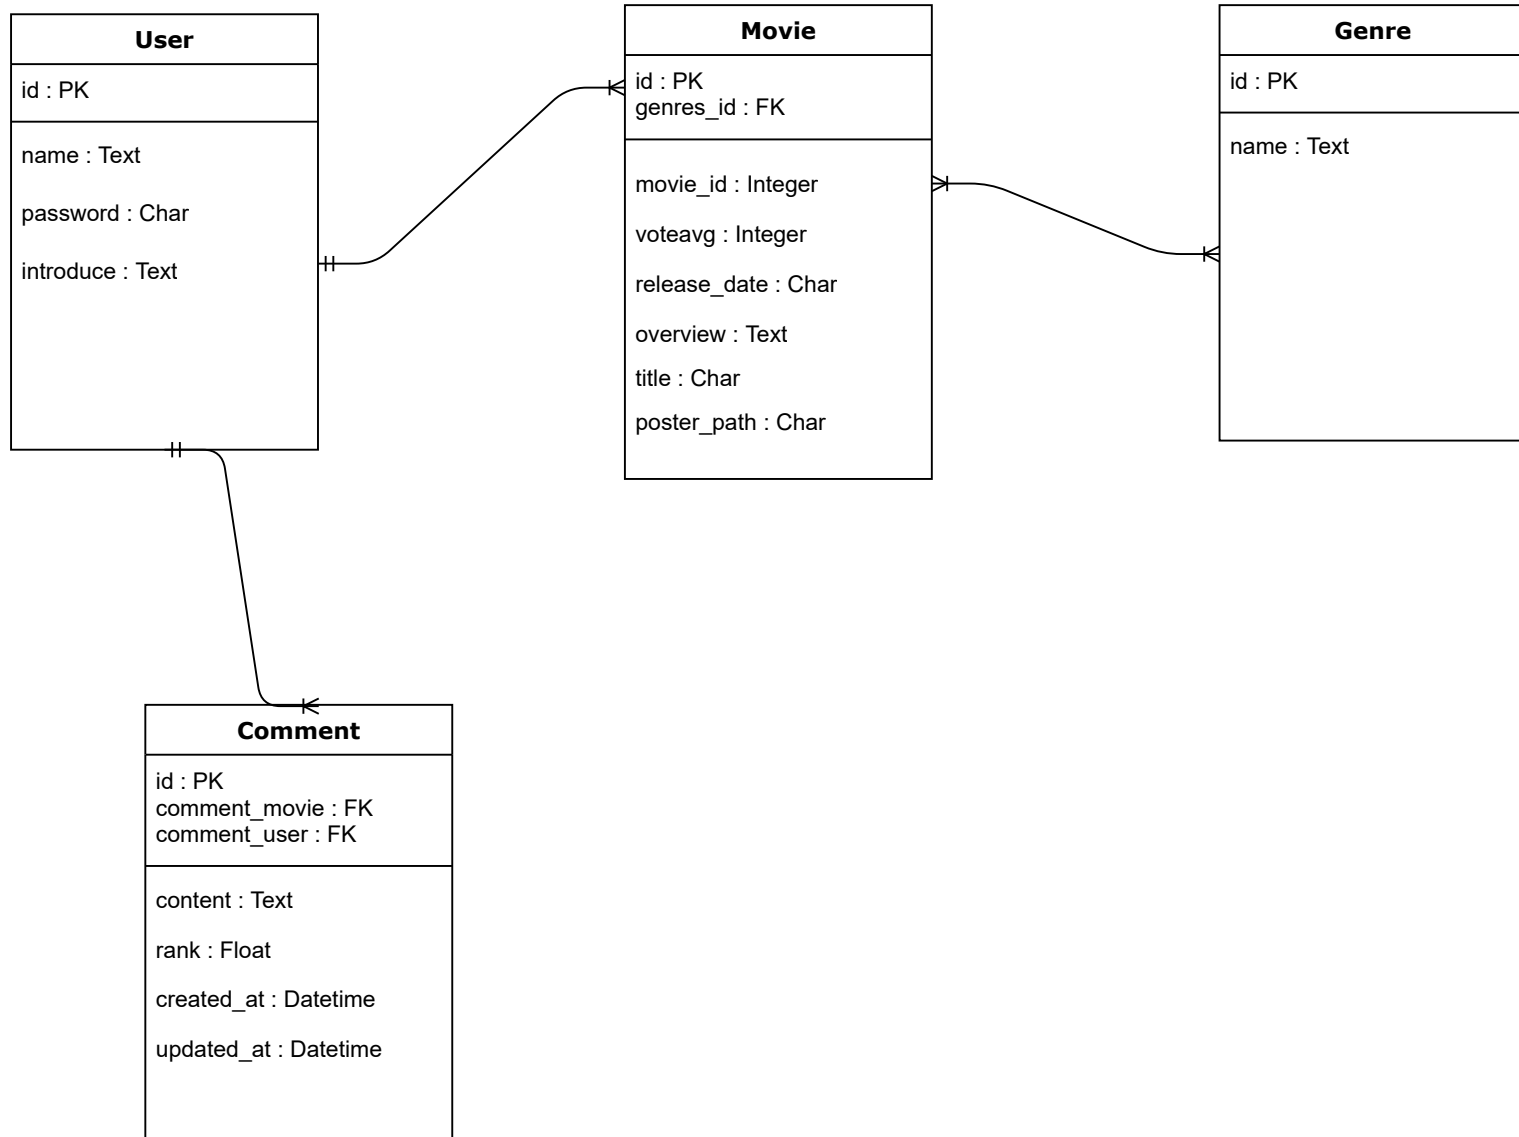 User
id : PK
name : Text
password : Char
introduce : Text
Movie
id : PK
genres_id : FK
movie_id : Integer
voteavg : Integer
release_date : Char
overview : Text
title : Char
poster_path : Char
Genre
id : PK
name : Text
Comment
id : PK
comment_movie : FK
comment_user : FK
content : Text
rank : Float
created_at : Datetime
updated_at : Datetime